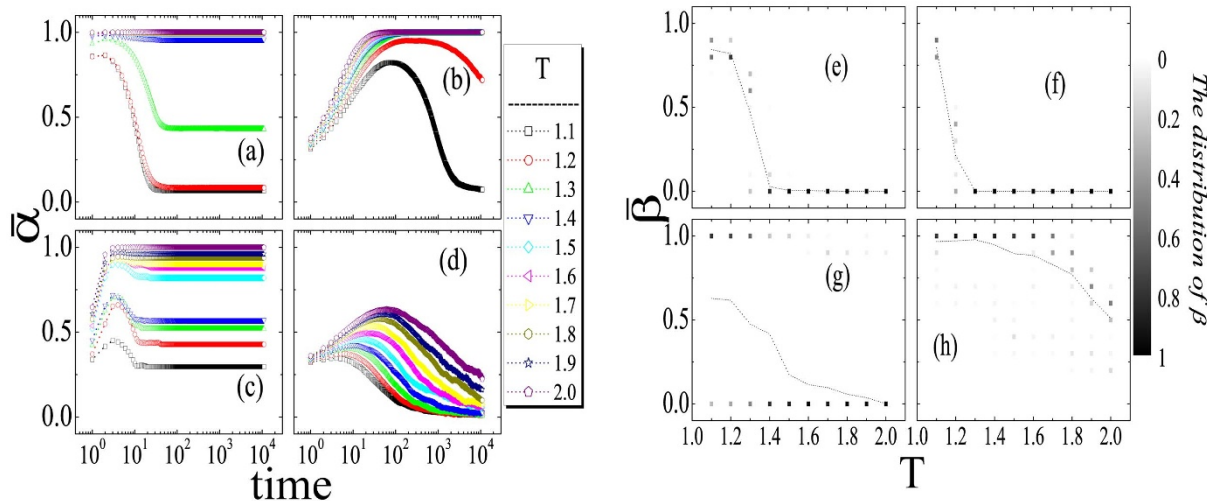 ᾱ
1.0
0.5
0.0
(a)
(b)
1.0
0.5
0.0
(c)
(d)
10⁰ 10¹ 10² 10³ 10⁴
10⁰ 10¹ 10² 10³ 10⁴
time
T
1.1
1.2
1.3
1.4
1.5
1.6
1.7
1.8
1.9
2.0
β̄
1.0
0.5
0.0
(e)
(f)
1.0
0.5
0.0
(g)
(h)
1.0 1.2 1.4 1.6 1.8 2.0
1.2 1.4 1.6 1.8 2.0
T
0
0.2
0.4
0.6
0.8
1
The distribution of β